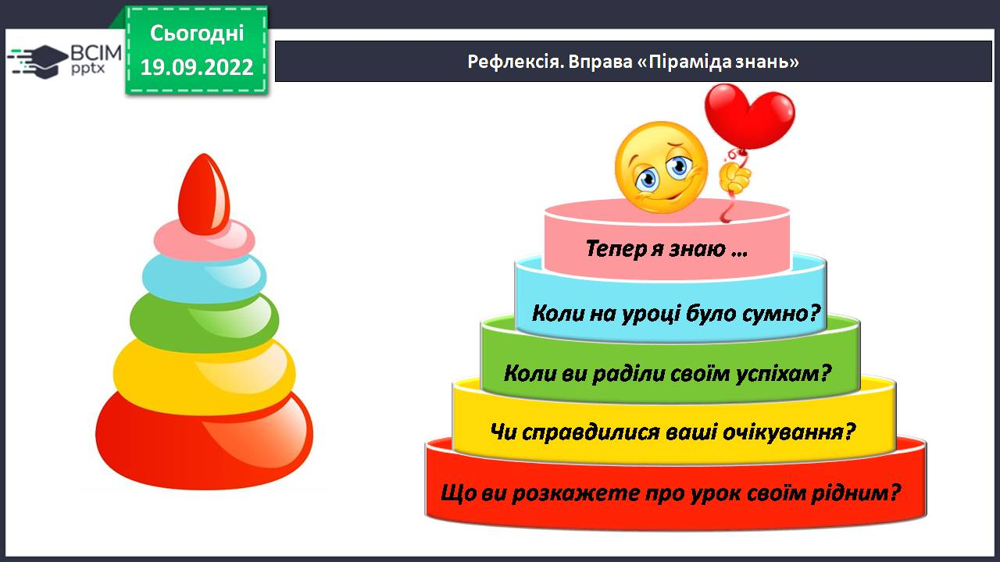 Сьогодні
19.09.2022
BCIM
pptx
Рефлексія. Вправа «Піраміда знань»
Тепер я знаю ...
Коли на уроці було сумно?
Коли ви раділи своїм успіхам?
Чи справдилися ваші очікування?
Що ви розкажете про урок своїм рідним?